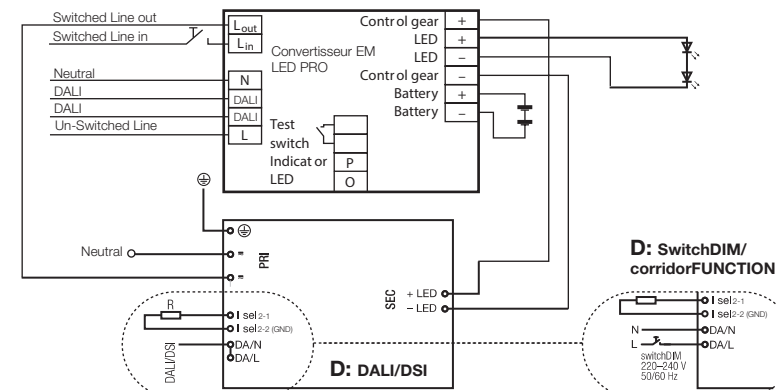 Switched Line out
Switched Line in
Neutral
DALI
DALI
Un-Switched Line
Lout
Lin
N
DALI
DALI
L
Convertisseur EM
LED PRO
Test
switch
Indicat or
LED
P
O
Control gear +
LED +
LED –
Control gear –
Battery +
Battery –
Neutral
PRI
R
I sel2-1
I sel2-2 (GND)
DA/N
DA/L
DALI/DSI
SEC
+ LED
– LED
D: DALI/DSI
D: SwitchDIM/
corridorFUNCTION
I sel2-1
I sel2-2 (GND)
N
DA/N
L
DA/L
switchDIM
220–240 V
50/60 Hz